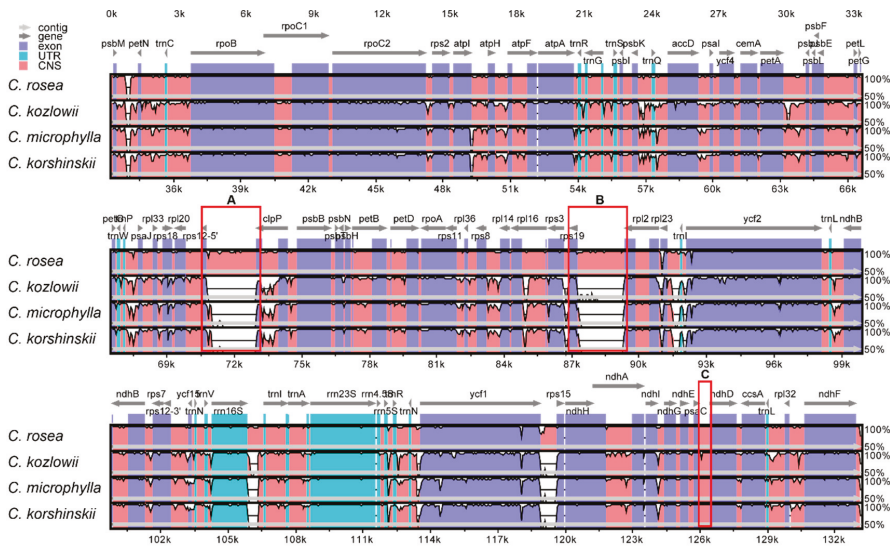 0k 3k 6k 9k 12k 15k 18k 21k 24k 27k 30k 33k
contig
gene
exon
UTR
CNS
psbM petN trnC rpoB rpoC1 rpoC2 rps2 atpI atpH atpF atpA trnR trnG trnS psbI psbK trnQ accD psaI ycf4 cemA petA psbL psbF psbE petL petG
C. rosea 100%
50%
C. kozlowii 100%
50%
C. microphylla 100%
50%
C. korshinskii 100%
50%
36k 39k 42k 45k 48k 51k 54k 57k 60k 63k 66k
A B
trnP trnW psaJ rpl33 rps18 rpl20 rps12-5' clpP psbB psbN psbH petB petD rpoA rps11 rpl36 rps8 rpl14 rpl16 rps3 rps19 rpl2 rpl23 trnI ycf2 trnL ndhB
C. rosea 100%
50%
C. kozlowii 100%
50%
C. microphylla 100%
50%
C. korshinskii 100%
50%
69k 72k 75k 78k 81k 84k 87k 90k 93k 96k 99k
C
ndhB rps7 rps12-3' ycf15 trnN trnV rrn16S trnI trnA rrn23S rrn4.5S rrn5S trnR trnN ycf1 rps15 ndhH ndhA ndhI ndhG ndhE psaC ndhD ccsA trnL rpl32 ndhF
C. rosea 100%
50%
C. kozlowii 100%
50%
C. microphylla 100%
50%
C. korshinskii 100%
50%
102k 105k 108k 111k 114k 117k 120k 123k 126k 129k 132k